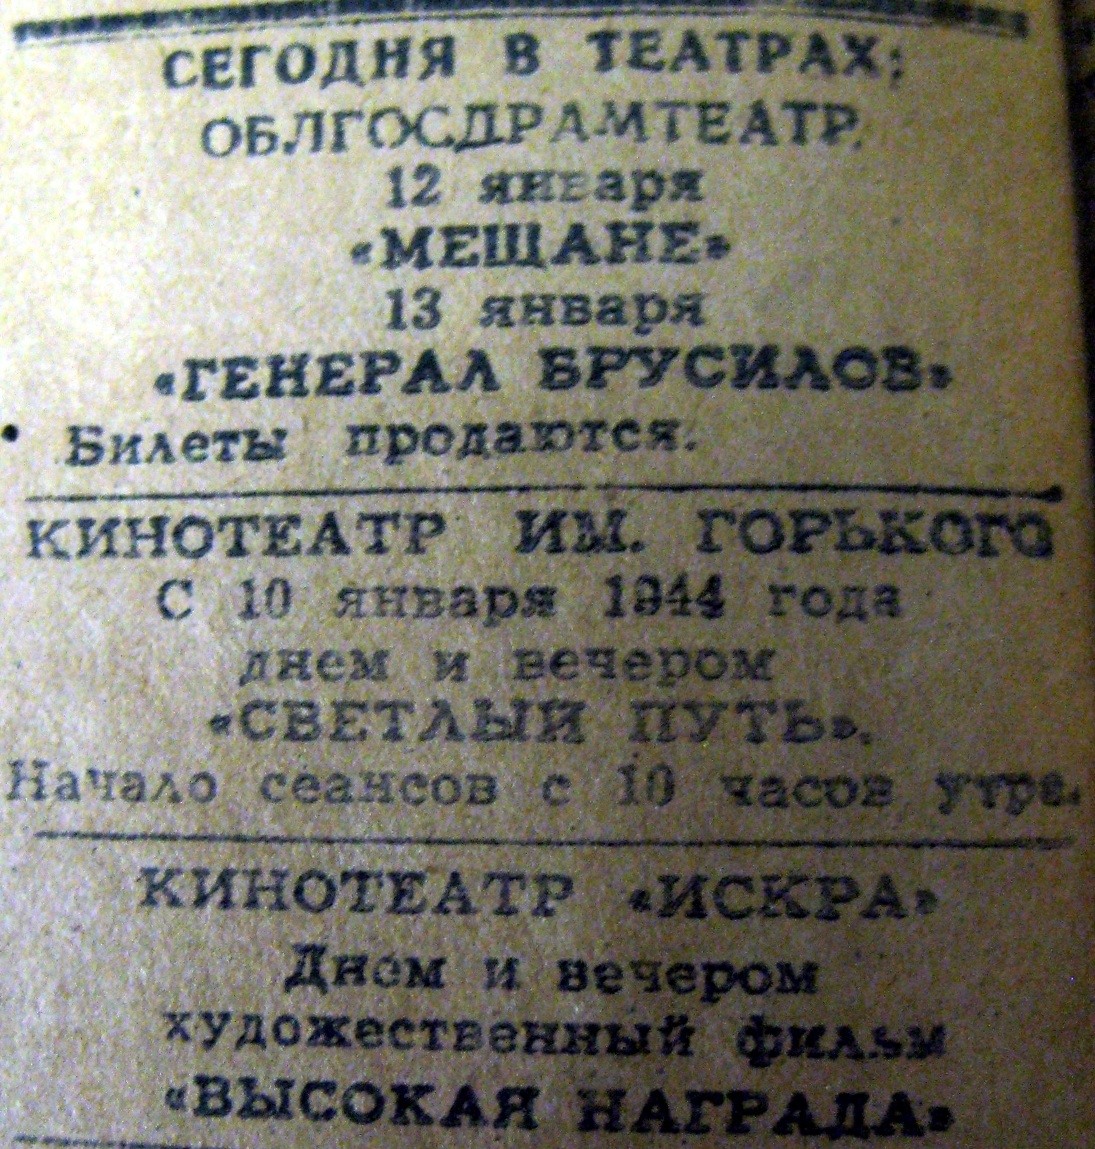 СЕГОДНЯ В ТЕАТРАХ:
ОБЛГОСДРАМТЕАТР.
12 января
«МЕЩАНЕ»
13 января
«ГЕНЕРАЛ БРУСИЛОВ»
Билеты продаются.
КИНОТЕАТР ИМ. ГОРЬКОГО
С 10 января 1944 года
днем и вечером
«СВЕТЛЫЙ ПУТЬ».
Начало сеансов с 10 часов утра.
КИНОТЕАТР «ИСКРА»
Днем и вечером
художественный фильм
«ВЫСОКАЯ НАГРАДА»